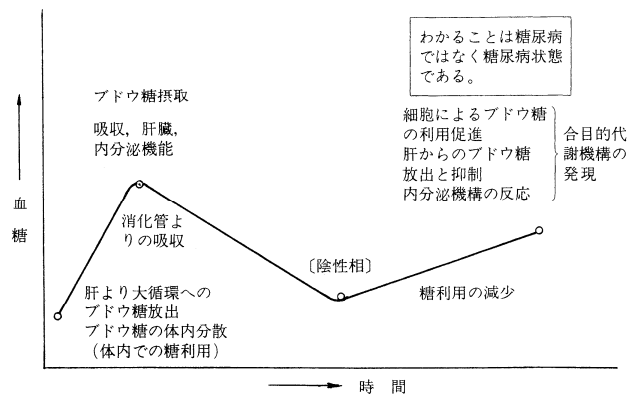 わかることは糖尿病
ではなく糖尿病状態
である。
ブドウ糖摂取
吸収，肝臓，
内分泌機能
細胞によるブドウ糖
の利用促進
肝からのブドウ糖
放出と抑制
内分泌機構の反応
合目的代
謝機構の
発現
血糖
消化管よ
りの吸収
〔陰性相〕
糖利用の減少
肝より大循環への
ブドウ糖放出
ブドウ糖の体内分散
（体内での糖利用）
時間